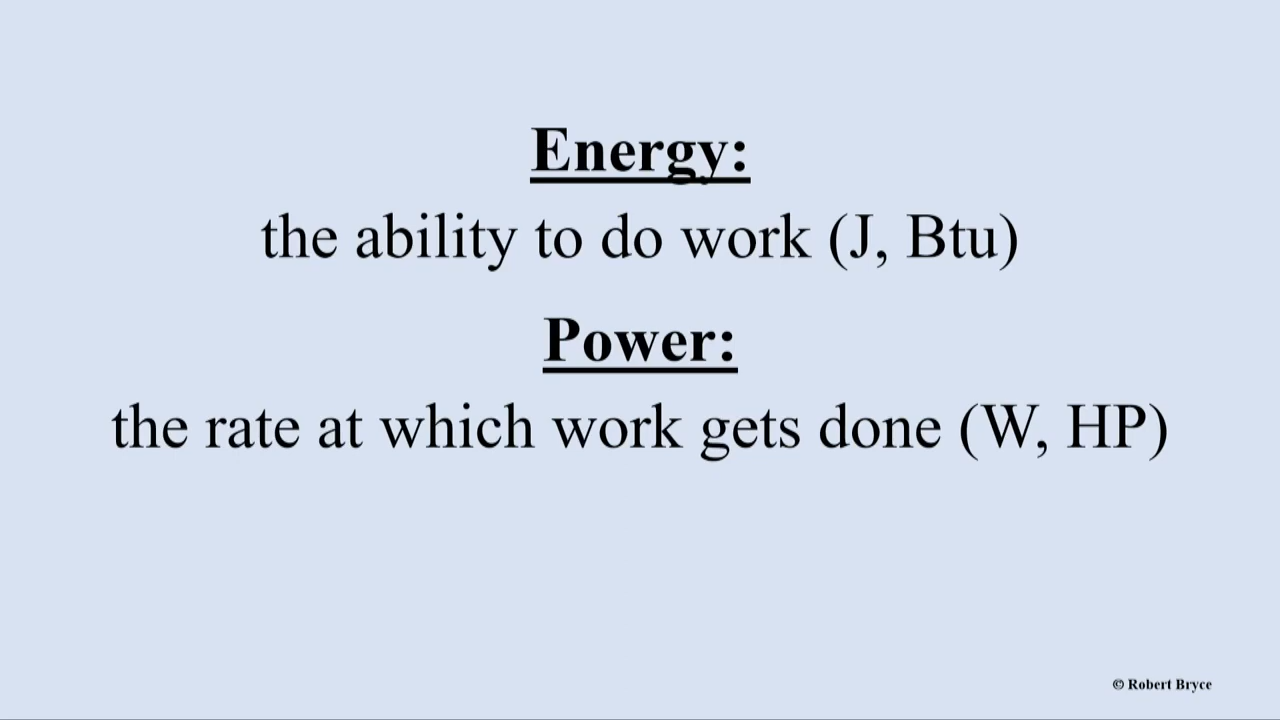 Energy:
the ability to do work (J, Btu)
Power:
the rate at which work gets done (W, HP)
© Robert Bryce